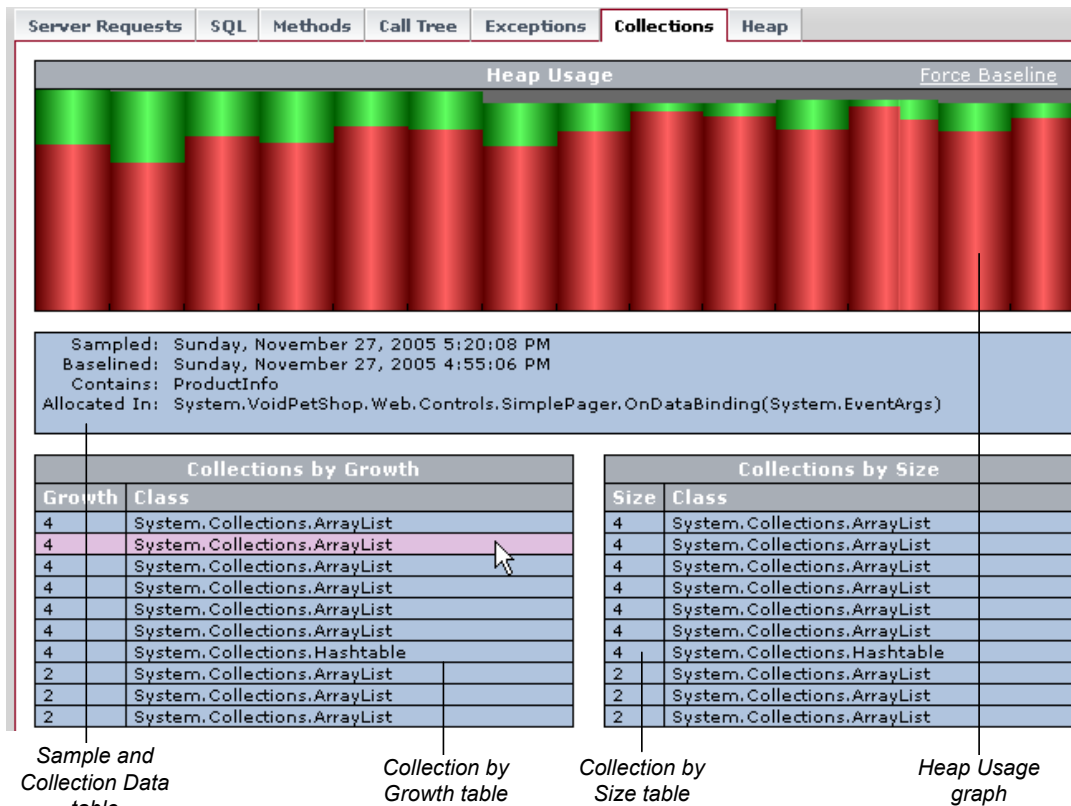 Server Requests SQL Methods Call Tree Exceptions Collections Heap
Heap Usage Force Baseline
Sampled: Sunday, November 27, 2005 5:20:08 PM
Baselined: Sunday, November 27, 2005 4:55:06 PM
Contains: ProductInfo
Allocated In: System.VoidPetShop.Web.Controls.SimplePager.OnDataBinding(System.EventArgs)
Collections by Growth
Growth Class
4 System.Collections.ArrayList
4 System.Collections.ArrayList
4 System.Collections.ArrayList
4 System.Collections.ArrayList
4 System.Collections.ArrayList
4 System.Collections.ArrayList
4 System.Collections.Hashtable
2 System.Collections.ArrayList
2 System.Collections.ArrayList
2 System.Collections.ArrayList
Collections by Size
Size Class
4 System.Collections.ArrayList
4 System.Collections.ArrayList
4 System.Collections.ArrayList
4 System.Collections.ArrayList
4 System.Collections.ArrayList
4 System.Collections.ArrayList
4 System.Collections.Hashtable
2 System.Collections.ArrayList
2 System.Collections.ArrayList
2 System.Collections.ArrayList
Sample and
Collection Data
table
Collection by
Growth table
Collection by
Size table
Heap Usage
graph